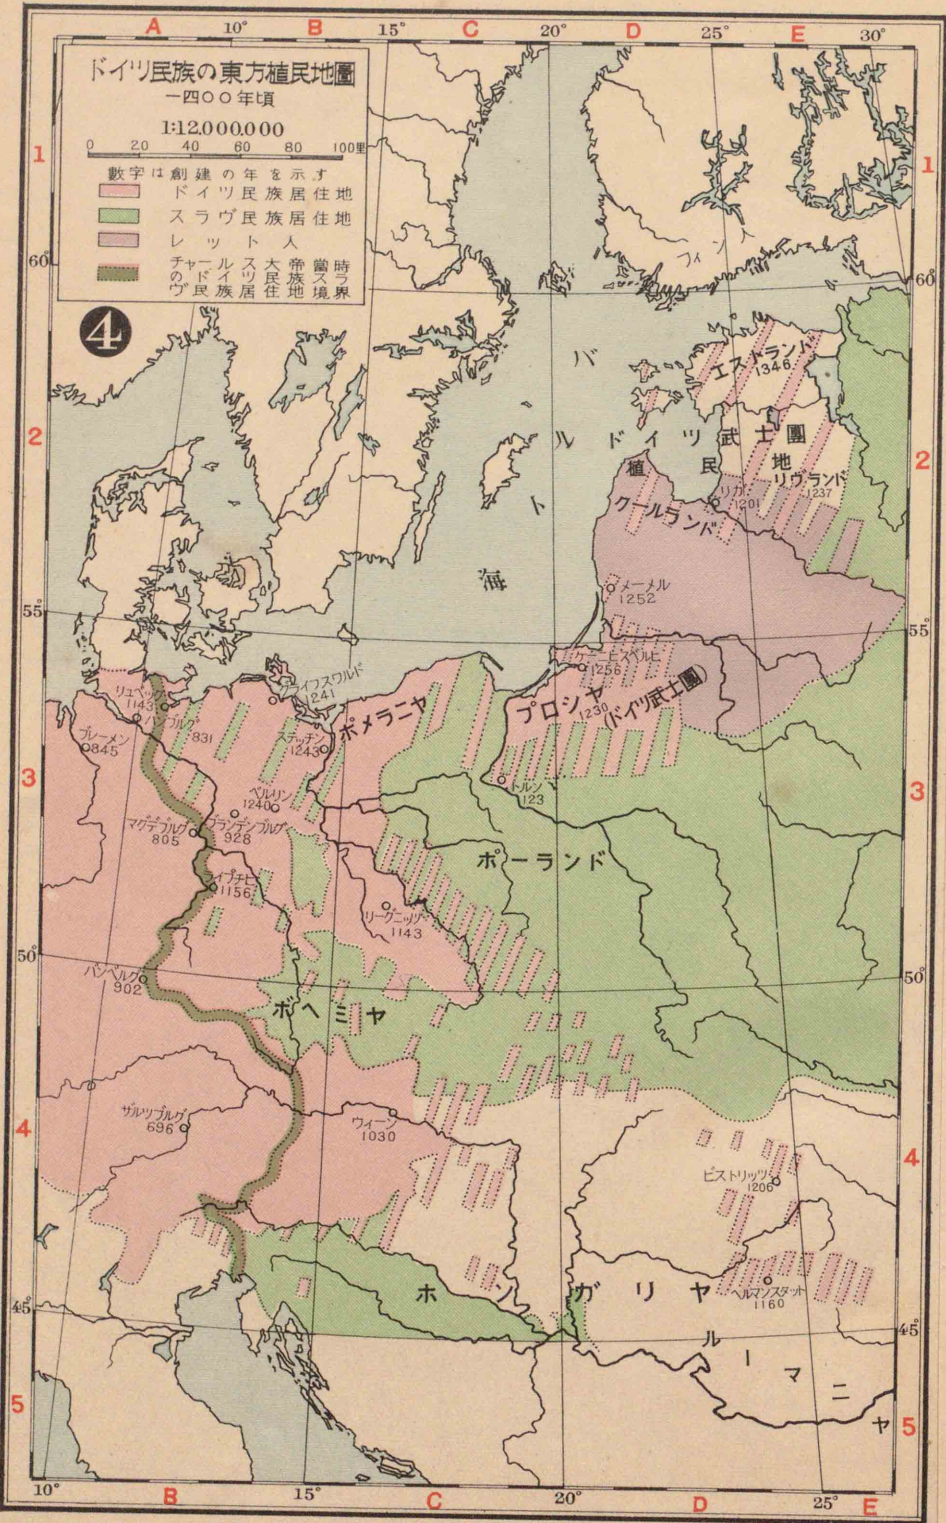 A 10° B 15° C 20° D 25° E 30°
ドイツ民族の東方植民地圖
一四〇〇年頃
1:12.000.000
0 20 40 60 80 100里
數字は創建の年を示す
ドイツ民族居住地
スラヴ民族居住地
レット人
チャールス大帝當時
のドイツ民族スラ
ヴ民族居住地境界
4
1
1
60°
60°
フィン人
バルト海
エストランド
1346
2
2
ドイツ武士團
植民地
リヴランド
1237
リガ
1201
クールランド
メーメル
1252
55°
55°
ケーニヒスベルヒ
1256
プロシヤ
1230
(ドイツ武士團)
グライフスワルド
1241
リュベック
1143
ハンブルグ
831
ブレーメン
845
ステッチン
1243
ポメラニヤ
3
3
トルン
123
ベルリン
1240
ブランデンブルグ
928
マグデブルグ
805
ポーランド
ライプチヒ
1156
リーグニッツ
1143
50°
50°
バンベルグ
902
ボヘミヤ
4
4
ザルツブルグ
696
ウィーン
1030
ビストリッツ
1206
ヘルマンスタット
1160
ホンガリヤ
45°
45°
ルーマニヤ
5
5
10° B 15° C 20° D 25° E